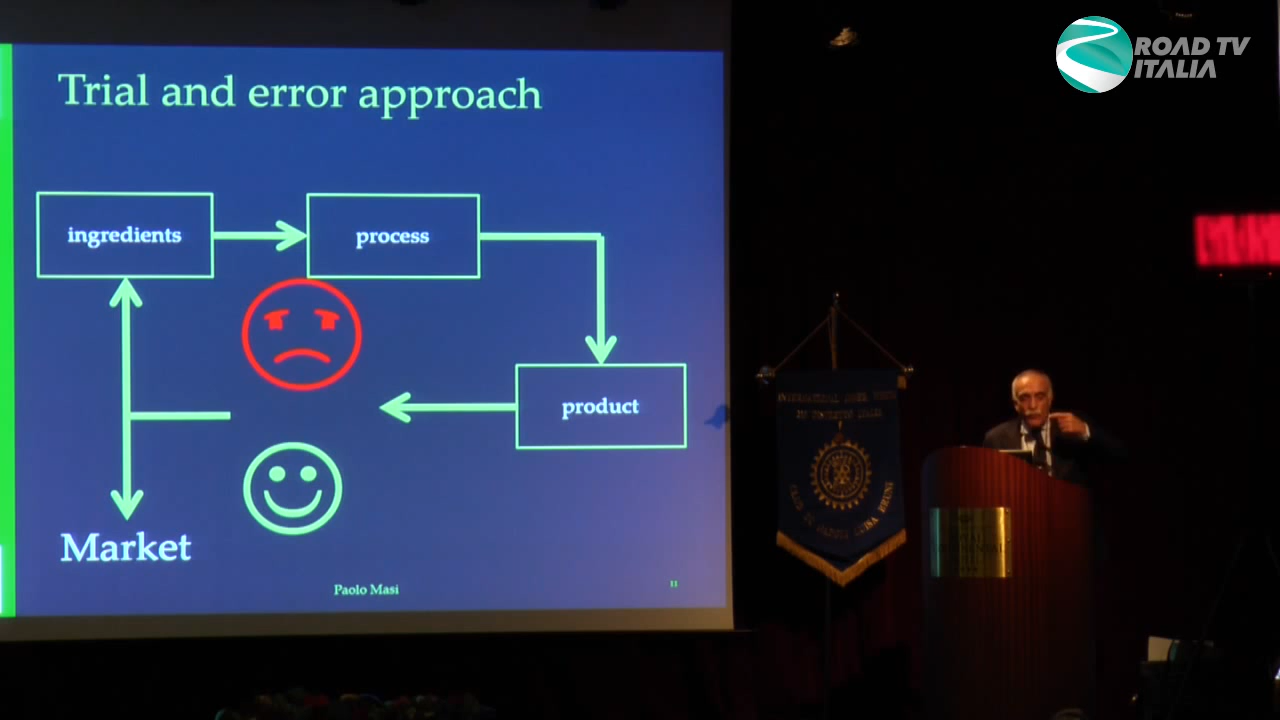 Trial and error approach
ingredients
process
product
Market
Paolo Masi
11
ROAD TV
ITALIA